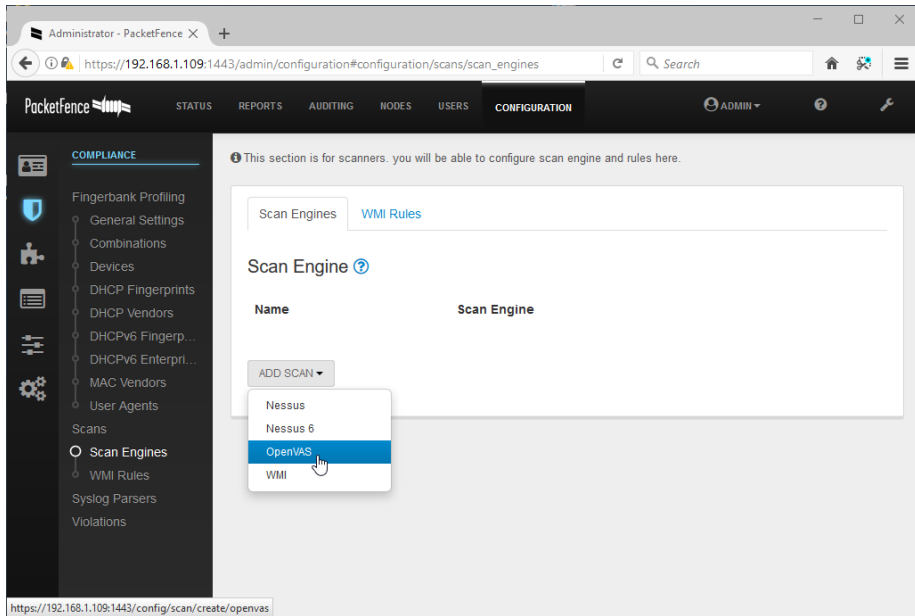 Administrator - PacketFence
https://192.168.1.109:1443/admin/configuration#configuration/scans/scan_engines
Search
PacketFence
STATUS
REPORTS
AUDITING
NODES
USERS
CONFIGURATION
ADMIN
COMPLIANCE
Fingerbank Profiling
General Settings
Combinations
Devices
DHCP Fingerprints
DHCP Vendors
DHCPv6 Fingerp...
DHCPv6 Enterpri...
MAC Vendors
User Agents
Scans
Scan Engines
WMI Rules
Syslog Parsers
Violations
This section is for scanners. you will be able to configure scan engine and rules here.
Scan Engines
WMI Rules
Scan Engine
Name
Scan Engine
ADD SCAN
Nessus
Nessus 6
OpenVAS
WMI
https://192.168.1.109:1443/config/scan/create/openvas